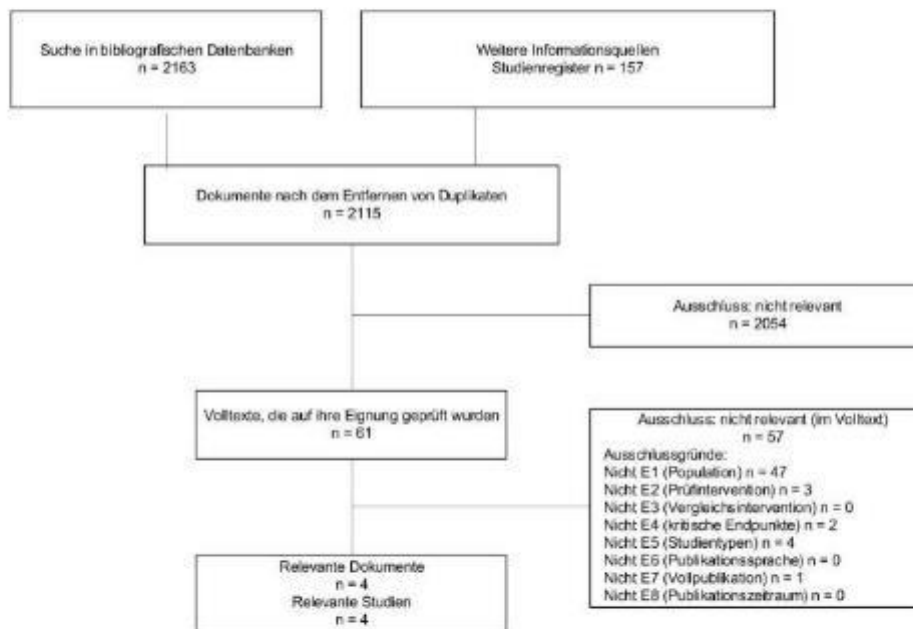 Suche in bibliografischen Datenbanken
n = 2163
Weitere Informationsquellen
Studienregister n = 157
Dokumente nach dem Entfernen von Duplikaten
n = 2115
Ausschluss: nicht relevant
n = 2054
Volltexte, die auf ihre Eignung geprüft wurden
n = 61
Ausschluss: nicht relevant (im Volltext)
n = 57
Ausschlussgründe:
Nicht E1 (Population) n = 47
Nicht E2 (Prüfintervention) n = 3
Nicht E3 (Vergleichsintervention) n = 0
Nicht E4 (kritische Endpunkte) n = 2
Nicht E5 (Studientypen) n = 4
Nicht E6 (Publikationssprache) n = 0
Nicht E7 (Vollpublikation) n = 1
Nicht E8 (Publikationszeitraum) n = 0
Relevante Dokumente
n = 4
Relevante Studien
n = 4